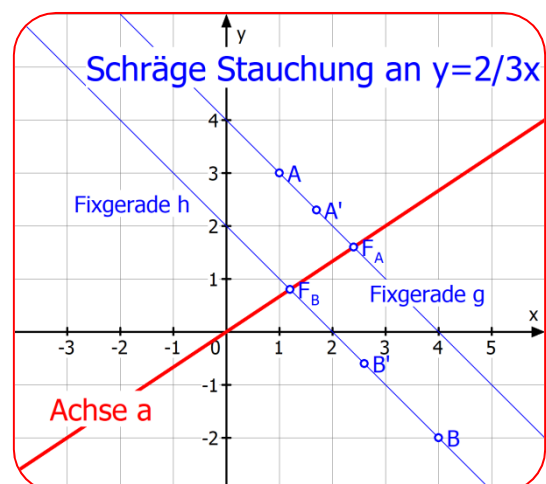 y
Schräge Stauchung an y=2/3x
4
3
A
Fixgerade h
A'
2
F_A
1
F_B
Fixgerade g
x
-3 -2 -1 0 1 2 3 4 5
B'
-1
Achse a
-2
B